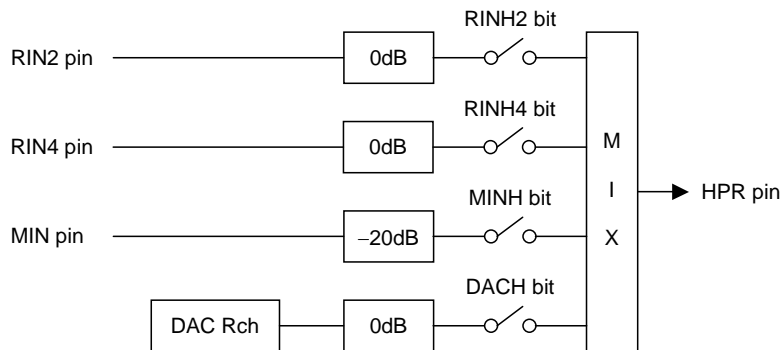 RINH2 bit
RIN2 pin
0dB
RINH4 bit
RIN4 pin
0dB
M
I
X
HPR pin
MINH bit
MIN pin
−20dB
DACH bit
DAC Rch
0dB